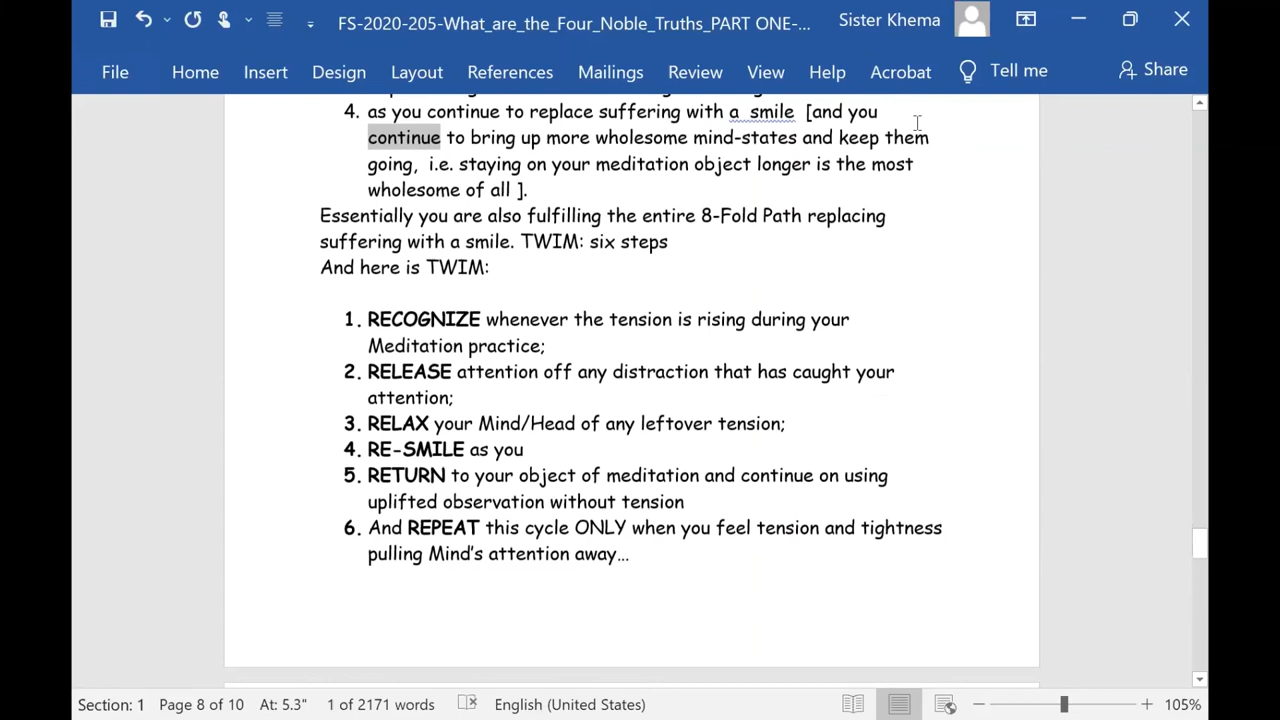 FS-2020-205-What_are_the_Four_Noble_Truths_PART ONE-...
Sister Khema
File Home Insert Design Layout References Mailings Review View Help Acrobat Tell me Share
4. as you continue to replace suffering with a smile [and you
continue to bring up more wholesome mind-states and keep them
going, i.e. staying on your meditation object longer is the most
wholesome of all ].
Essentially you are also fulfilling the entire 8-Fold Path replacing
suffering with a smile. TWIM: six steps
And here is TWIM:
1. RECOGNIZE whenever the tension is rising during your
Meditation practice;
2. RELEASE attention off any distraction that has caught your
attention;
3. RELAX your Mind/Head of any leftover tension;
4. RE-SMILE as you
5. RETURN to your object of meditation and continue on using
uplifted observation without tension
6. And REPEAT this cycle ONLY when you feel tension and tightness
pulling Mind's attention away...
Section: 1 Page 8 of 10 At: 5.3" 1 of 2171 words English (United States) 105%